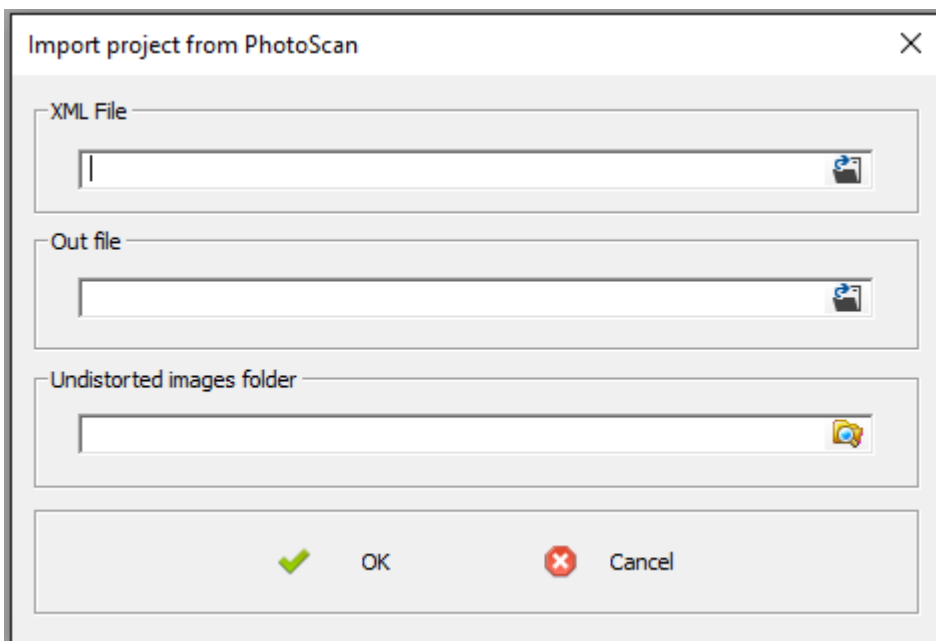 Import project from PhotoScan
XML File
Out file
Undistorted images folder
OK Cancel